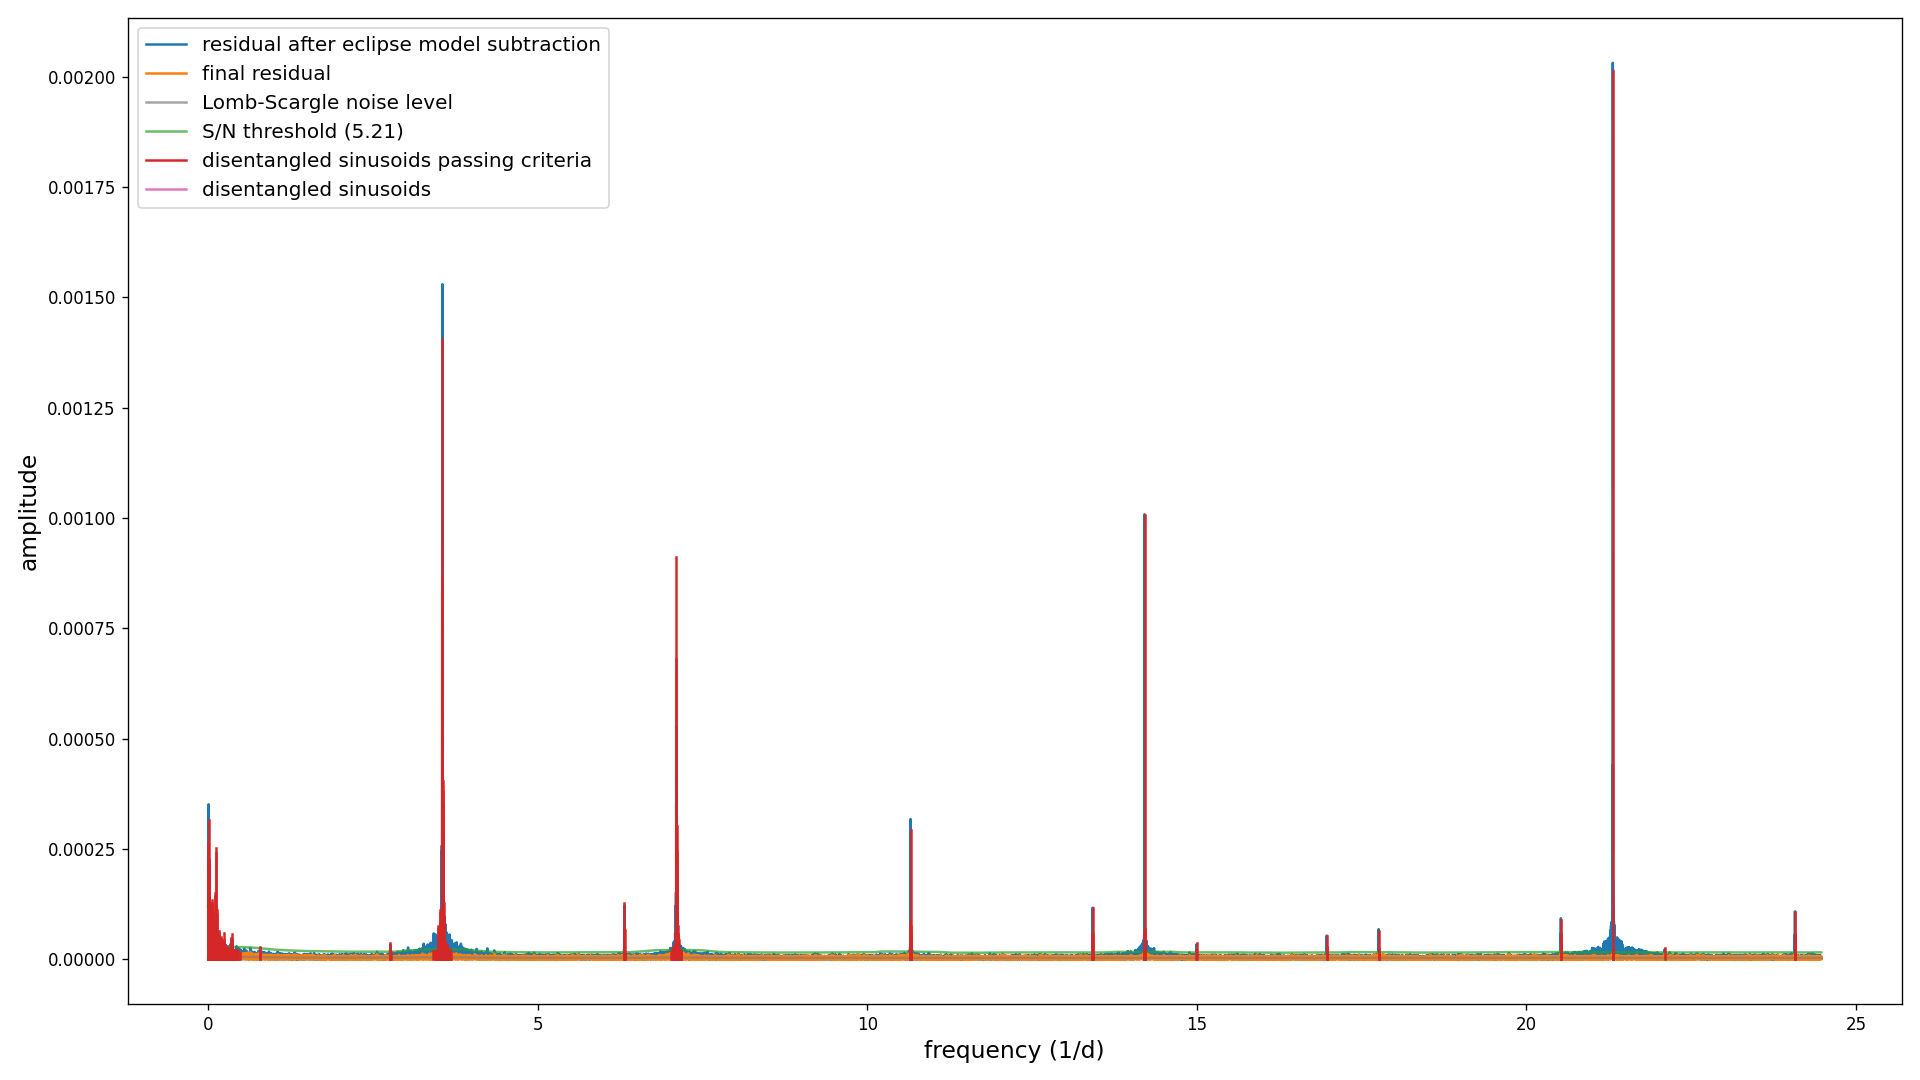 residual after eclipse model subtraction
final residual
Lomb-Scargle noise level
S/N threshold (5.21)
disentangled sinusoids passing criteria
disentangled sinusoids
amplitude
0.00200
0.00175
0.00150
0.00125
0.00100
0.00075
0.00050
0.00025
0.00000
0 5 10 15 20 25
frequency (1/d)